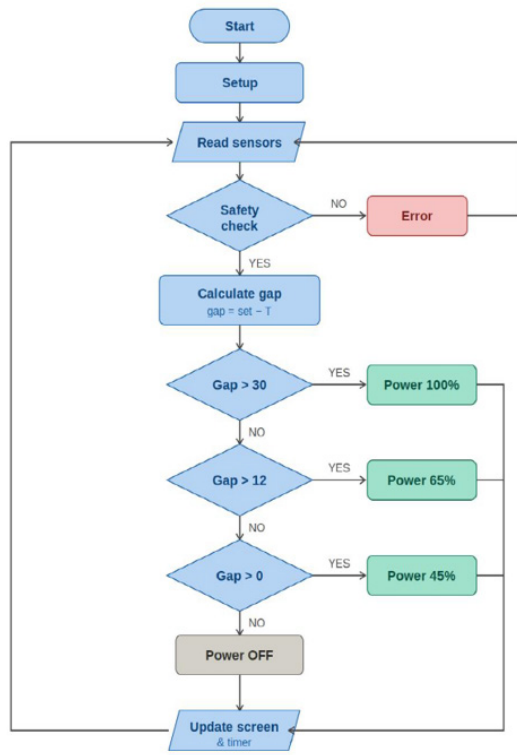 Start
Setup
Read sensors
Safety
check
NO
Error
YES
Calculate gap
gap = set − T
Gap > 30
YES
Power 100%
NO
Gap > 12
YES
Power 65%
NO
Gap > 0
YES
Power 45%
NO
Power OFF
Update screen
& timer